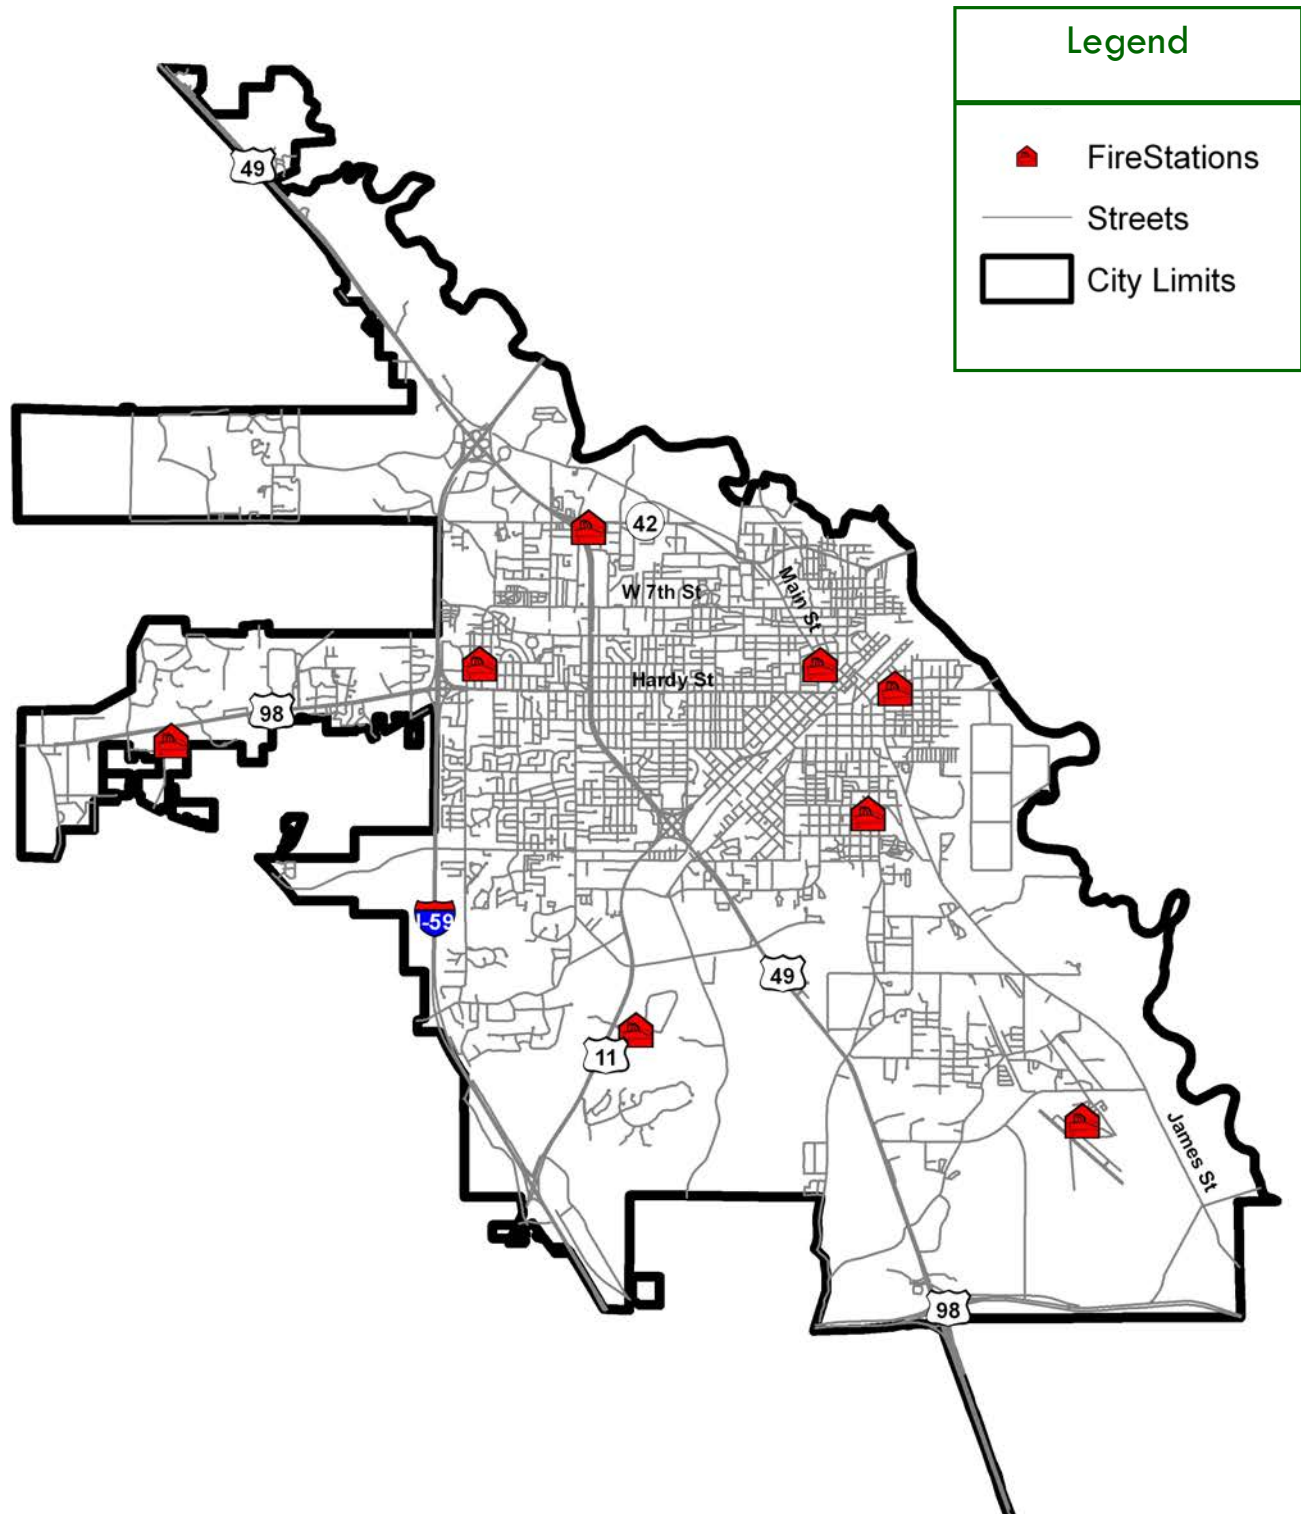 Legend
FireStations
Streets
City Limits
49
42
W 7th St
Main St
Hardy St
98
I-59
49
11
James St
98